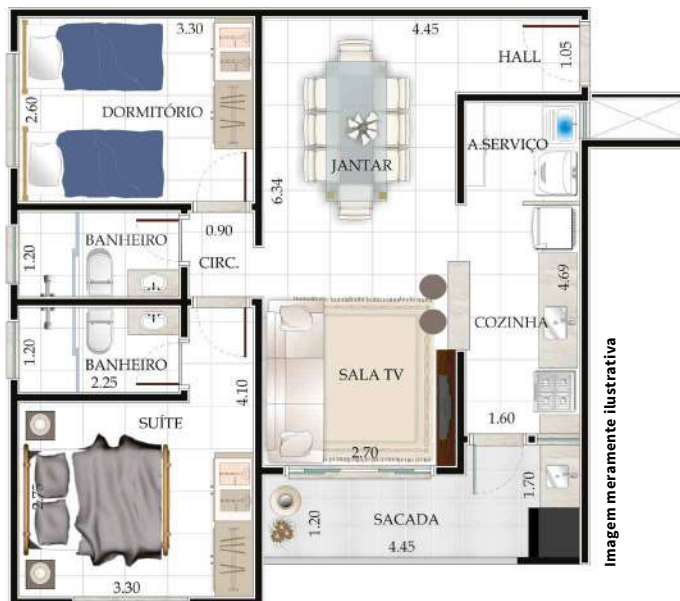 3.30
4.45
HALL
1.05
2.60
DORMITÓRIO
JANTAR
A.SERVIÇO
6.34
0.90
BANHEIRO
1.20
CIRC.
4.69
COZINHA
1.20
BANHEIRO
2.25
4.10
SALA TV
SUÍTE
1.60
2.70
1.70
SACADA
1.20
4.45
3.30
Imagem meramente ilustrativa